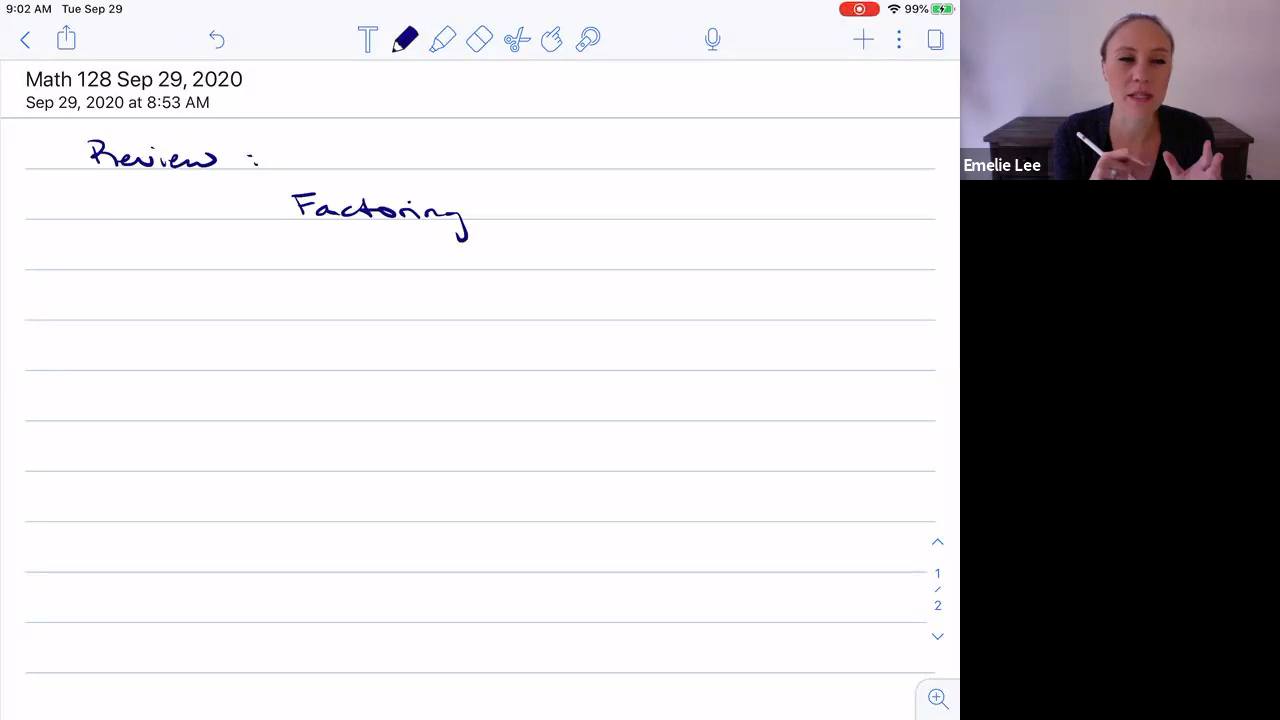 9:02 AM Tue Sep 29
99%
T
Math 128 Sep 29, 2020
Sep 29, 2020 at 8:53 AM
Review :
Factoring
Emelie Lee
1
/
2